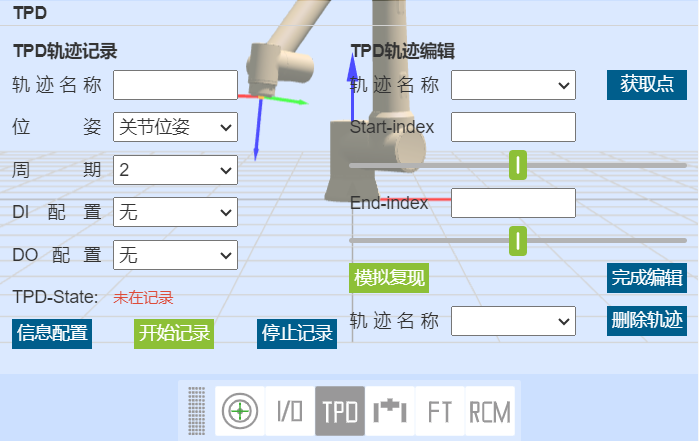 TPD
TPD轨迹记录
轨迹名称
位姿 关节位姿
周期 2
DI配置 无
DO配置 无
TPD-State: 未在记录
信息配置 开始记录 停止记录
TPD轨迹编辑
轨迹名称 获取点
Start-index
End-index
模拟复现 完成编辑
轨迹名称 删除轨迹
I/O TPD FT RCM